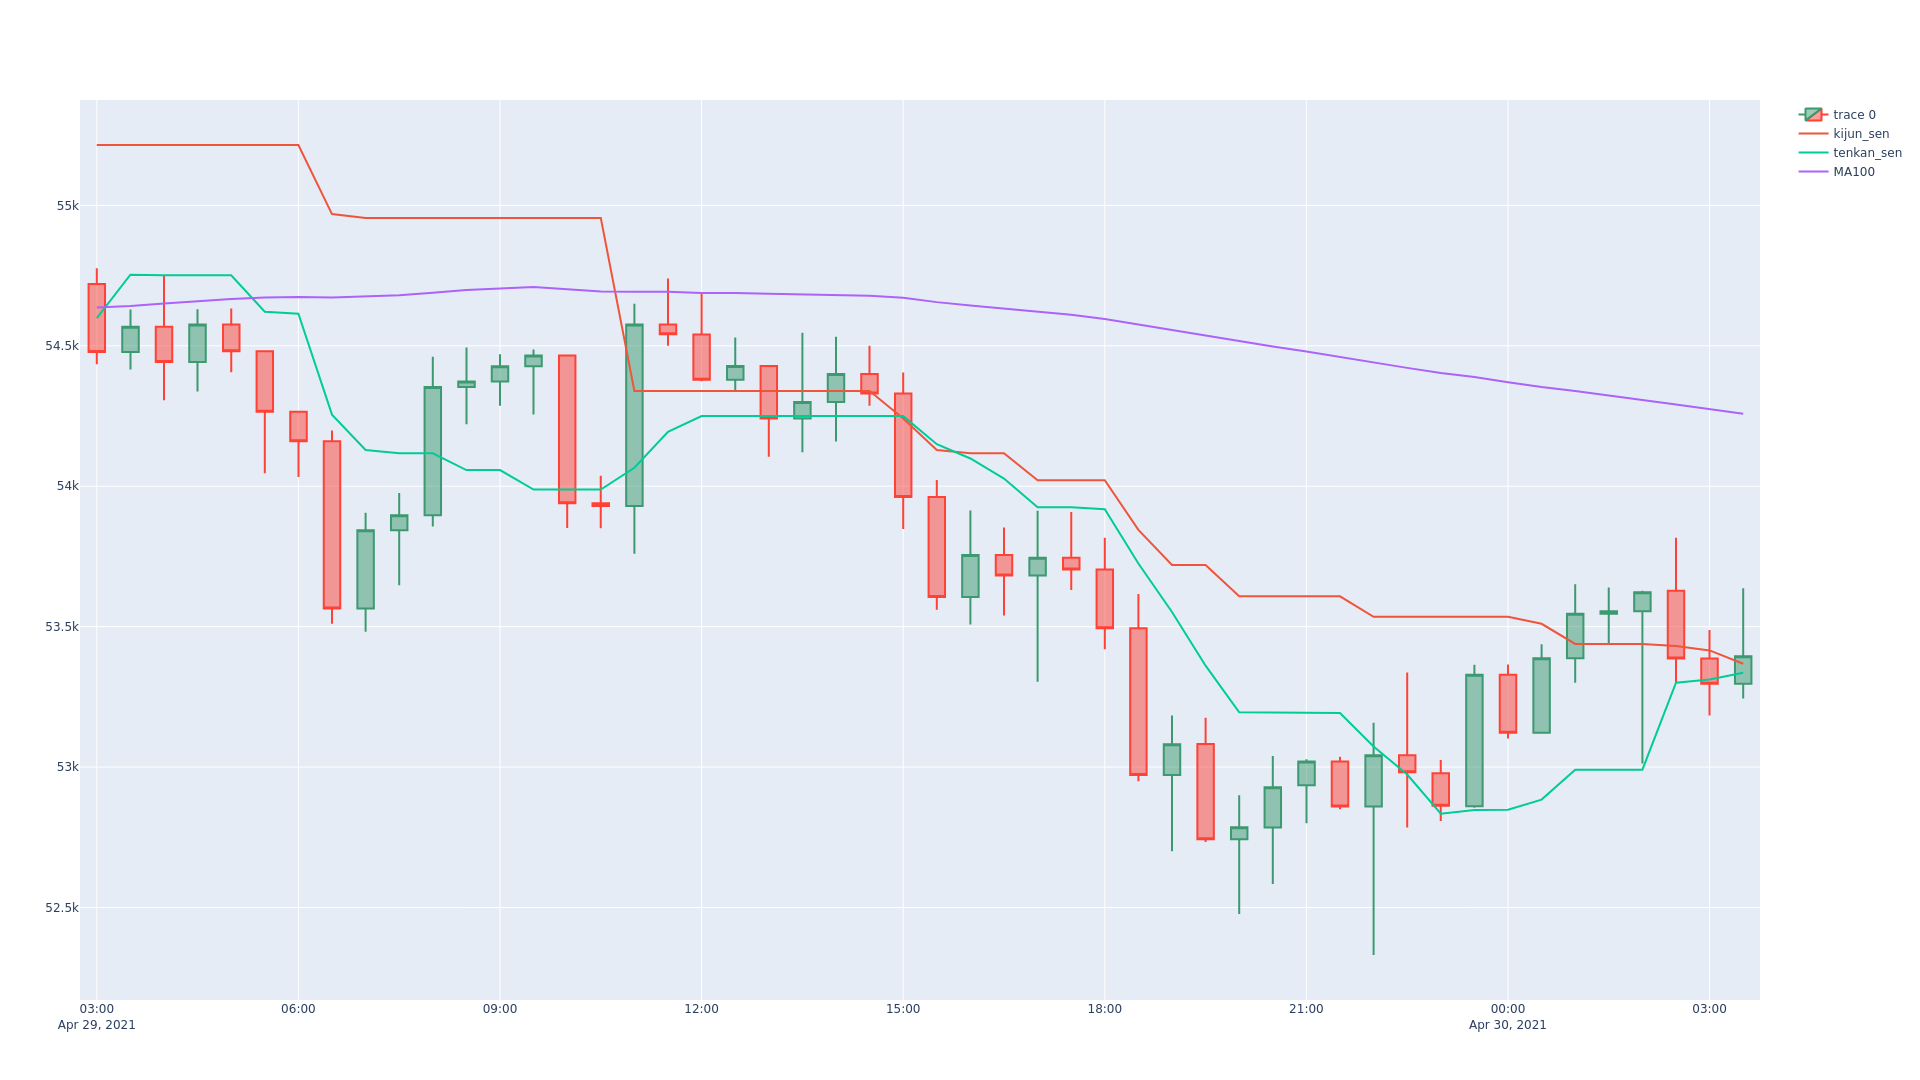 trace 0
kijun_sen
tenkan_sen
MA100
55k
54.5k
54k
53.5k
53k
52.5k
03:00 06:00 09:00 12:00 15:00 18:00 21:00 00:00 03:00
Apr 29, 2021 Apr 30, 2021